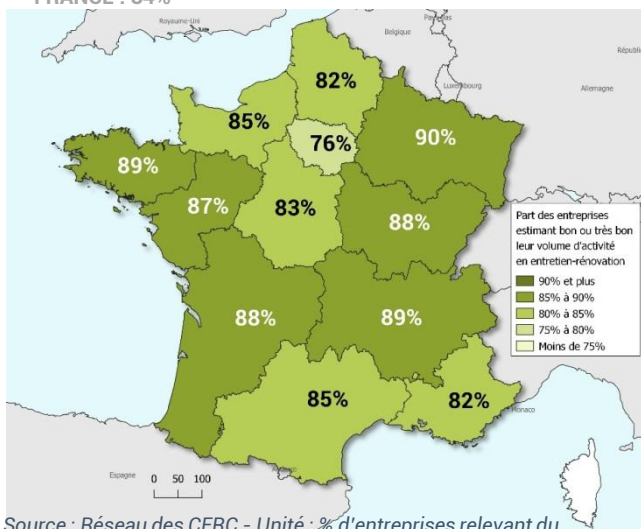 FRANCE : 84%
Royaume-Uni
Belgique
Pays-Bas
Républi
Luxembourg
Allemagne
82%
85%
76%
90%
89%
87%
83%
88%
Part des entreprises
estimant bon ou très bon
leur volume d'activité
en entretien-rénovation
90% et plus
85% à 90%
80% à 85%
75% à 80%
Moins de 75%
88%
89%
85%
82%
Monaco
Espagne
0 50 100
Source : Réseau des CERC - Unité : % d'entreprises relevant du